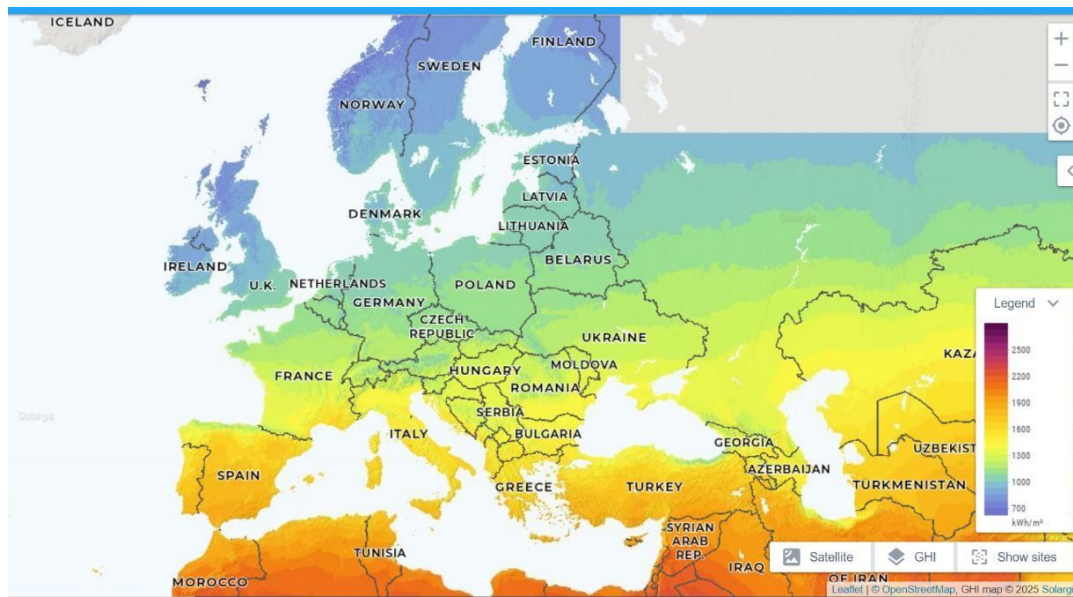 ICELAND
FINLAND
SWEDEN
NORWAY
ESTONIA
LATVIA
DENMARK
LITHUANIA
IRELAND
BELARUS
U.K.
NETHERLANDS
POLAND
GERMANY
CZECH
REPUBLIC
UKRAINE
FRANCE
HUNGARY
MOLDOVA
ROMANIA
SERBIA
ITALY
BULGARIA
GEORGIA
SPAIN
GREECE
TURKEY
AZERBAIJAN
UZBEKIST
TURKMENISTAN
KAZA
SYRIAN
ARAB
REP.
TUNISIA
IRAQ
MOROCCO
OF IRAN
Solargis
Solargis
+
−
Legend
2500
2200
1900
1600
1300
1000
700
kWh/m²
Satellite
GHI
Show sites
Leaflet | © OpenStreetMap, GHI map © 2025 Solargi